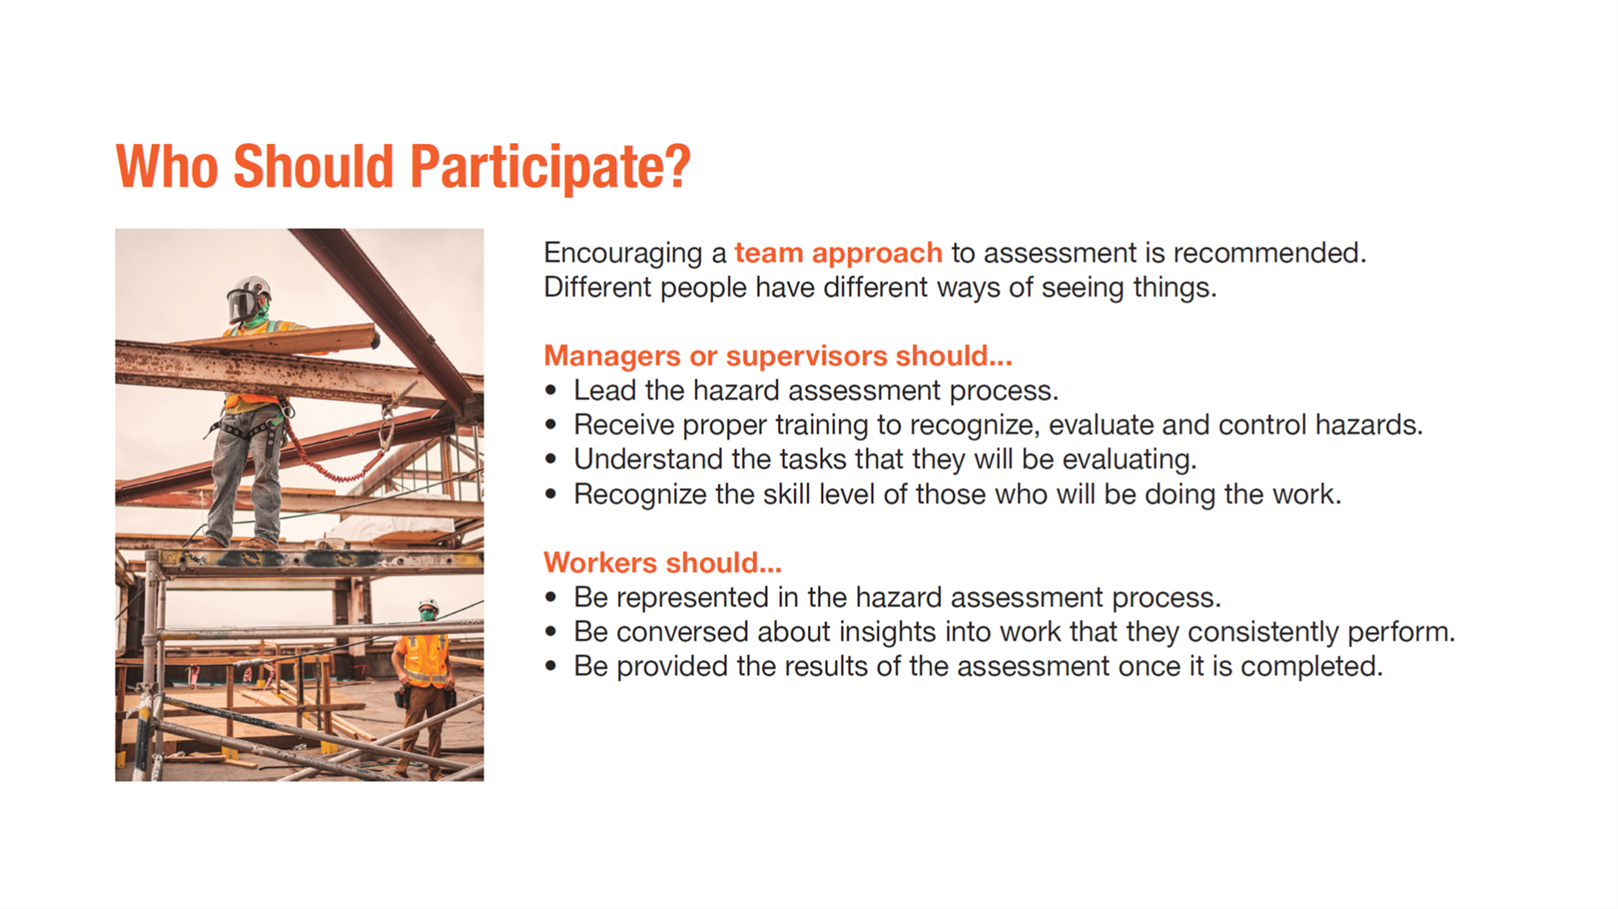 Who Should Participate?
Encouraging a team approach to assessment is recommended.
Different people have different ways of seeing things.
Managers or supervisors should...
• Lead the hazard assessment process.
• Receive proper training to recognize, evaluate and control hazards.
• Understand the tasks that they will be evaluating.
• Recognize the skill level of those who will be doing the work.
Workers should...
• Be represented in the hazard assessment process.
• Be conversed about insights into work that they consistently perform.
• Be provided the results of the assessment once it is completed.